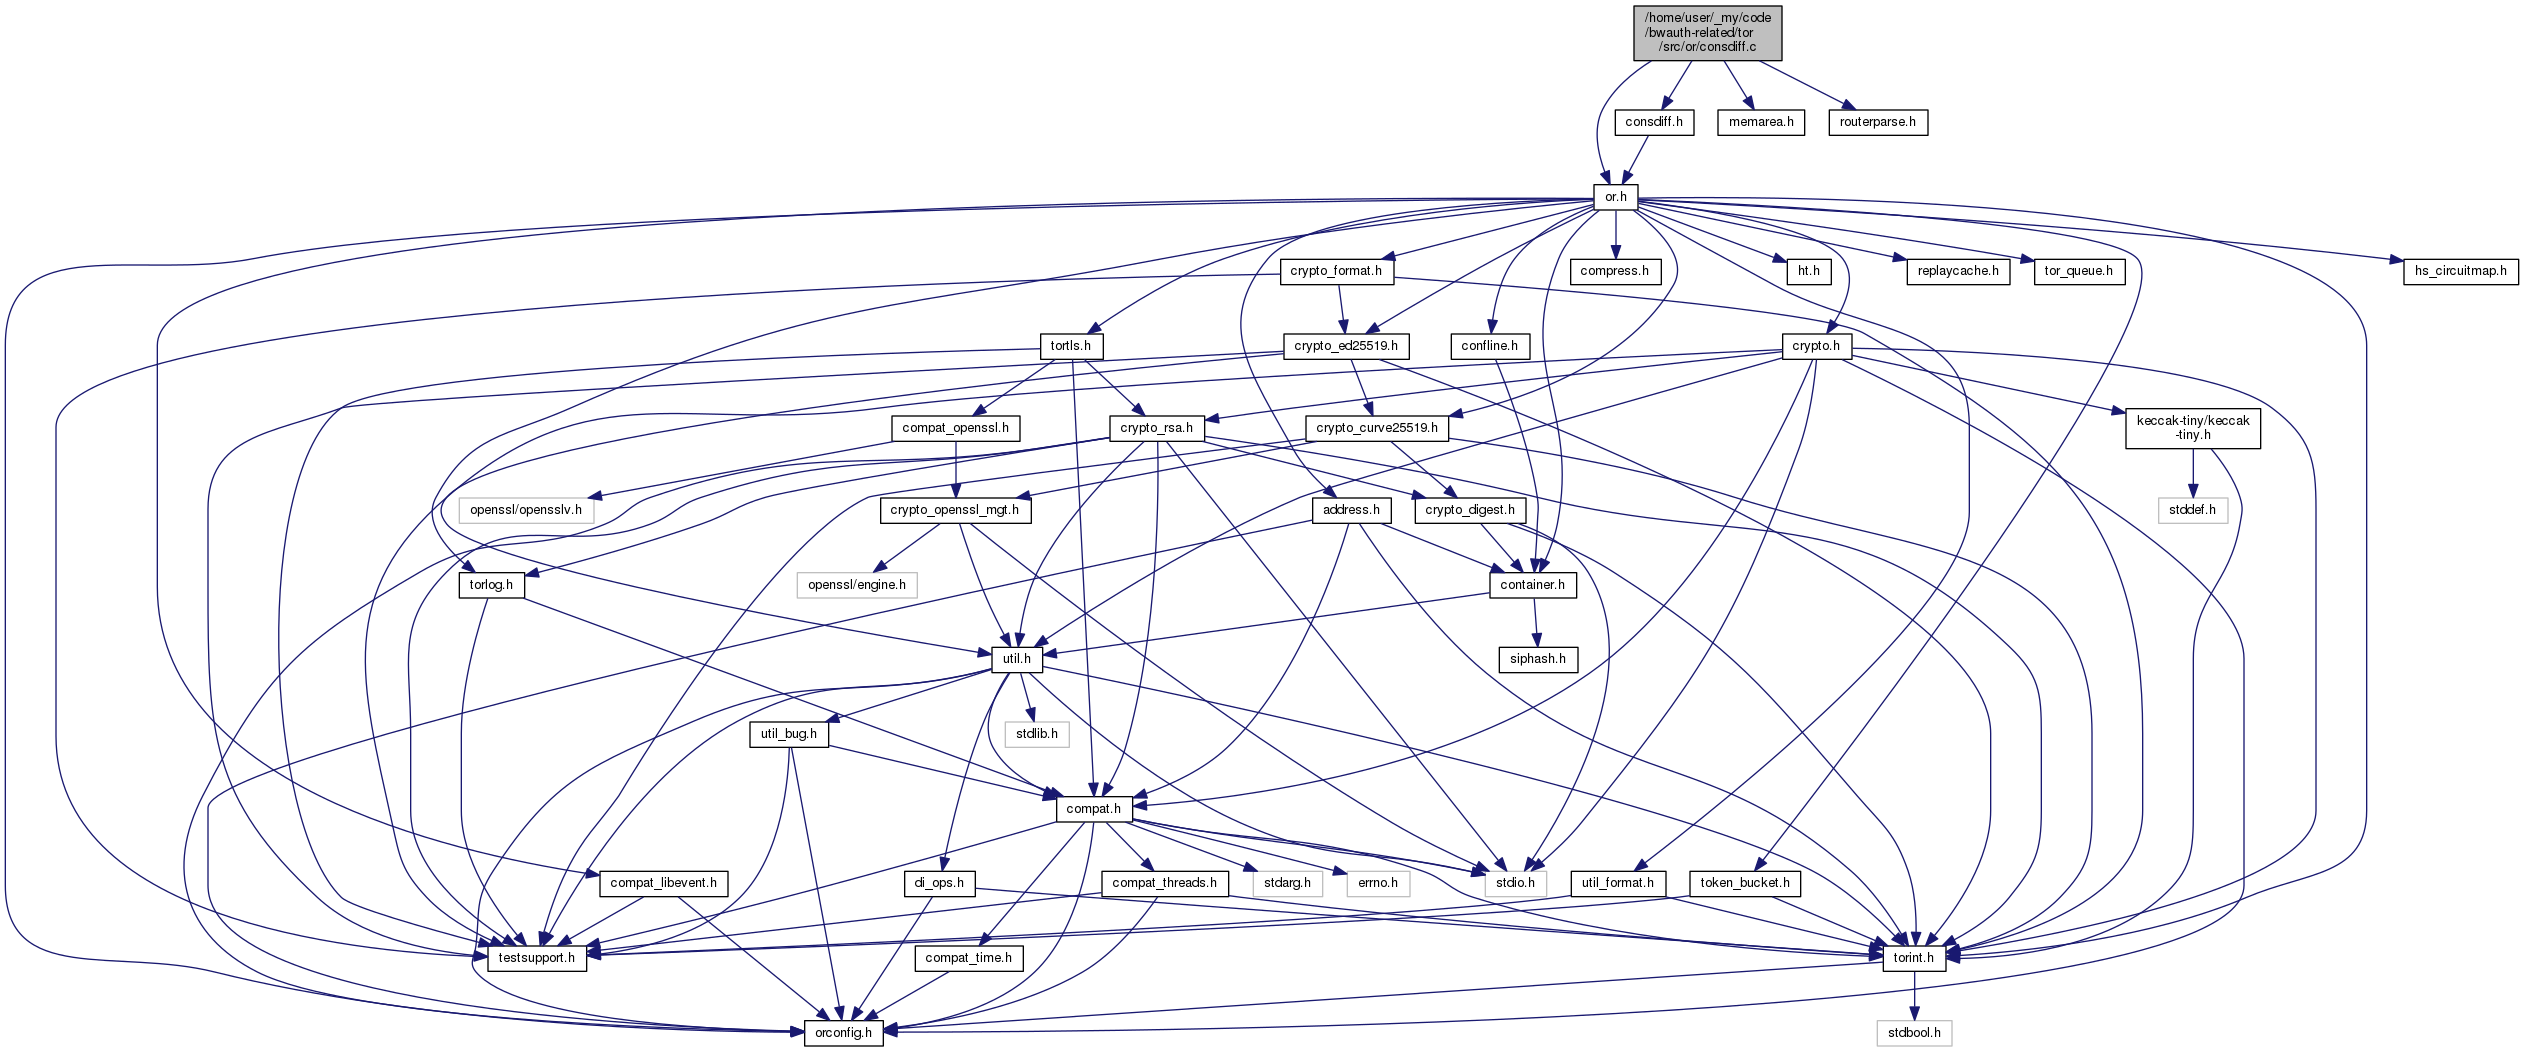 /home/user/_my/code
/bwauth-related/tor
/src/or/consdiff.c
consdiff.h
memarea.h
routerparse.h
or.h
crypto_format.h
compress.h
ht.h
replaycache.h
tor_queue.h
hs_circuitmap.h
tortls.h
crypto_ed25519.h
confline.h
crypto.h
compat_openssl.h
crypto_rsa.h
crypto_curve25519.h
keccak-tiny/keccak
-tiny.h
openssl/opensslv.h
crypto_openssl_mgt.h
address.h
crypto_digest.h
stddef.h
torlog.h
openssl/engine.h
container.h
util.h
siphash.h
util_bug.h
stdlib.h
compat.h
compat_libevent.h
di_ops.h
compat_threads.h
stdarg.h
errno.h
stdio.h
util_format.h
token_bucket.h
testsupport.h
compat_time.h
torint.h
orconfig.h
stdbool.h